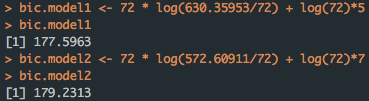 > bic.model1 <- 72 * log(630.35953/72) + log(72)*5
> bic.model1
[1] 177.5963
> bic.model2 <- 72 * log(572.60911/72) + log(72)*7
> bic.model2
[1] 179.2313